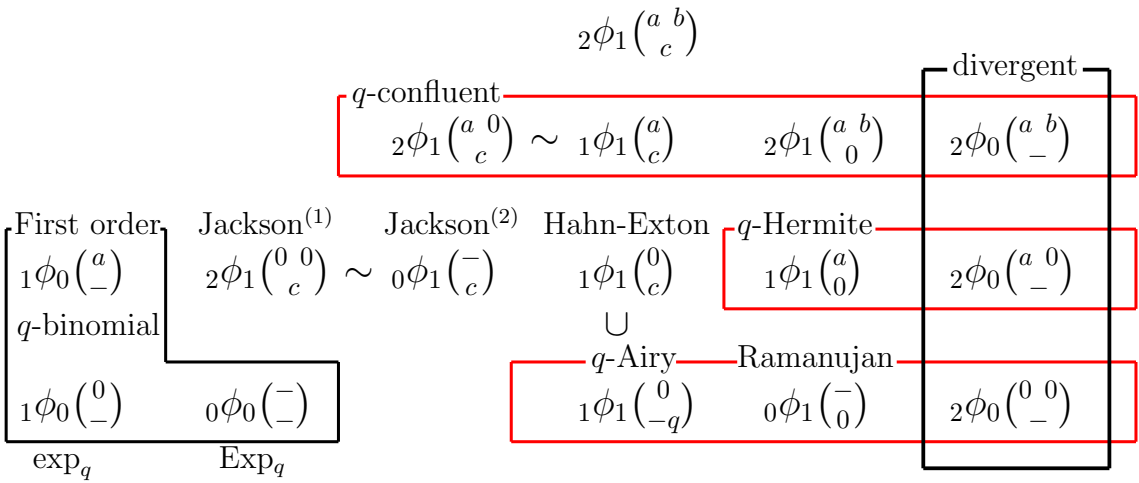 ₂ϕ₁(a b; c)
divergent
q-confluent
₂ϕ₁(a 0; c) ∼ ₁ϕ₁(a; c) ₂ϕ₁(a b; 0) ₂ϕ₀(a b; −)
First order Jackson⁽¹⁾ Jackson⁽²⁾ Hahn-Exton q-Hermite
₁ϕ₀(a; −) ₂ϕ₁(0 0; c) ∼ ₀ϕ₁(−; c) ₁ϕ₁(0; c) ₁ϕ₁(a; 0) ₂ϕ₀(a 0; −)
q-binomial ∪
q-Airy Ramanujan
₁ϕ₀(0; −) ₀ϕ₀(−; −) ₁ϕ₁(0; −q) ₀ϕ₁(−; 0) ₂ϕ₀(0 0; −)
exp_q Exp_q